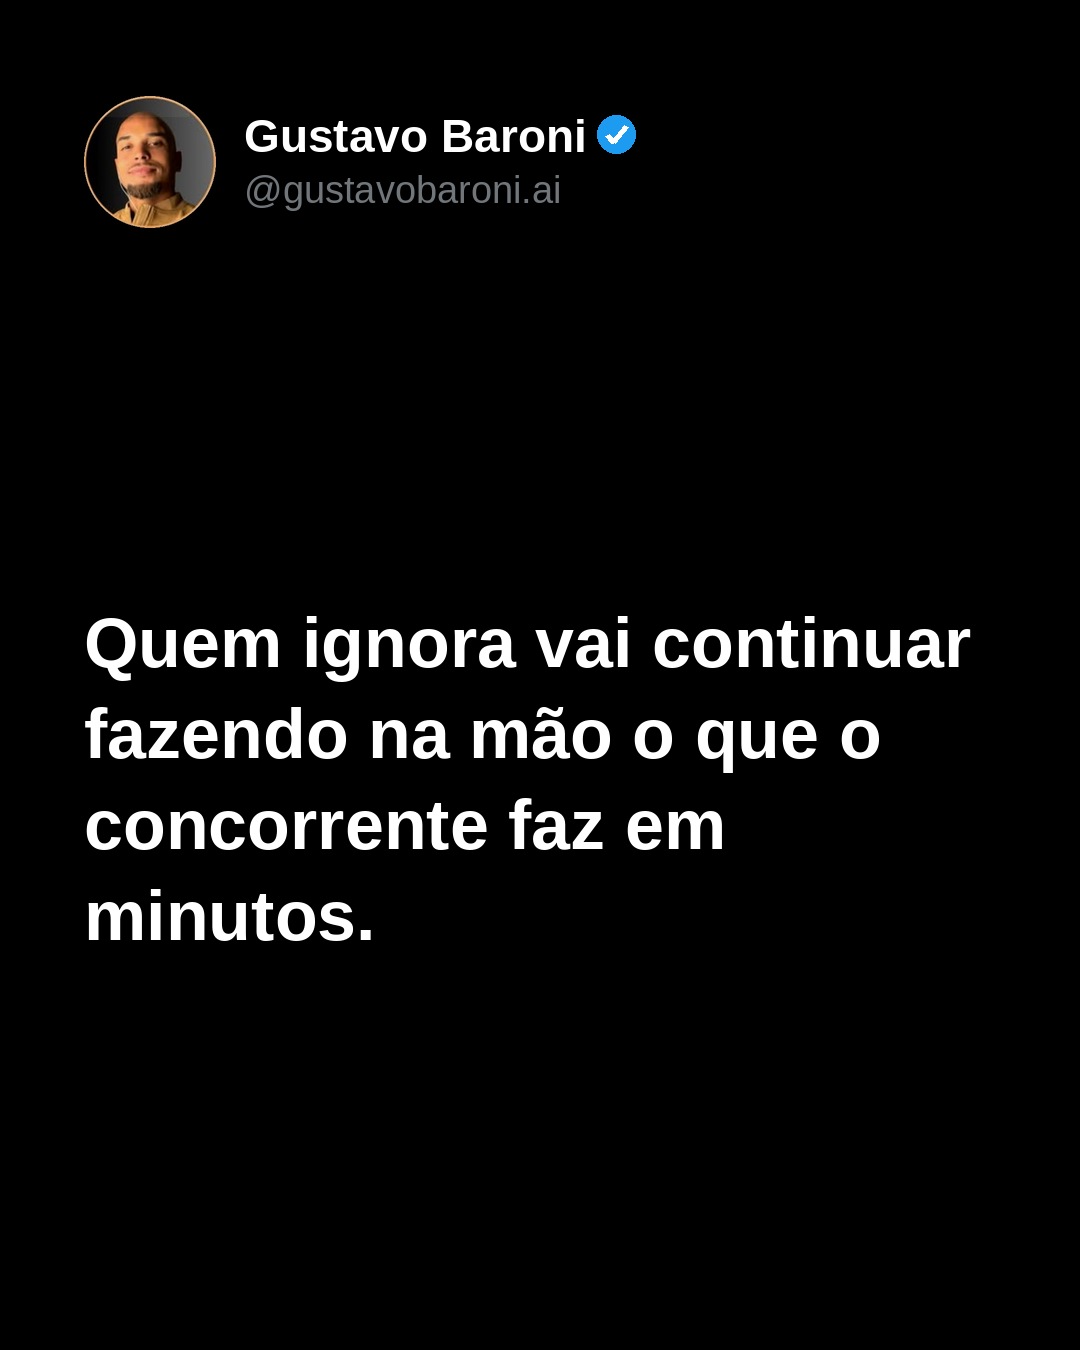 Gustavo Baroni
@gustavobaroni.ai
Quem ignora vai continuar
fazendo na mão o que o
concorrente faz em
minutos.